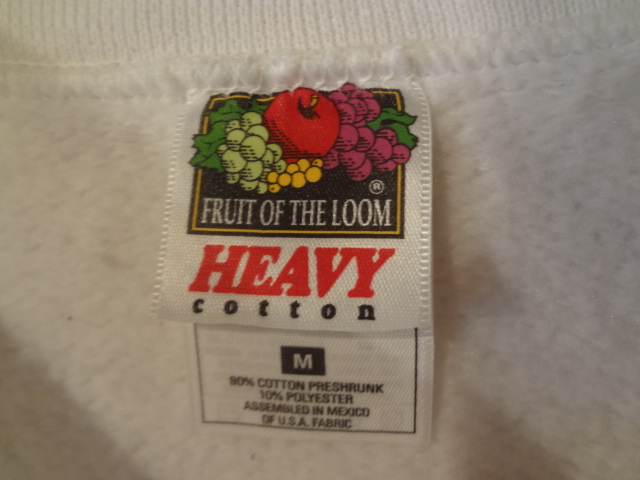 ®
FRUIT OF THE LOOM
HEAVY
cotton
M
90% COTTON PRESHRUNK
10% POLYESTER
ASSEMBLED IN MEXICO
OF U.S.A. FABRIC